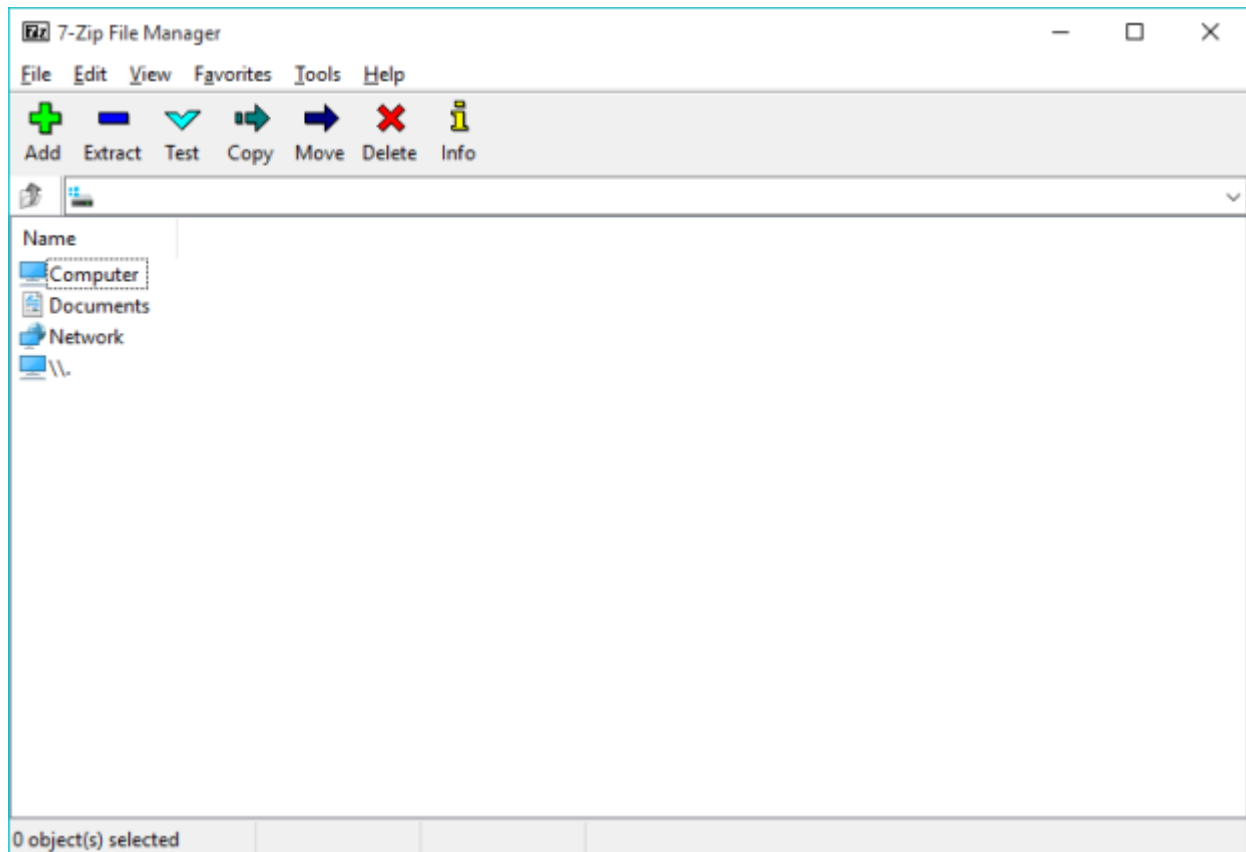 7-Zip File Manager
File Edit View Favorites Tools Help
Add Extract Test Copy Move Delete Info
Name
Computer
Documents
Network
\\.
0 object(s) selected